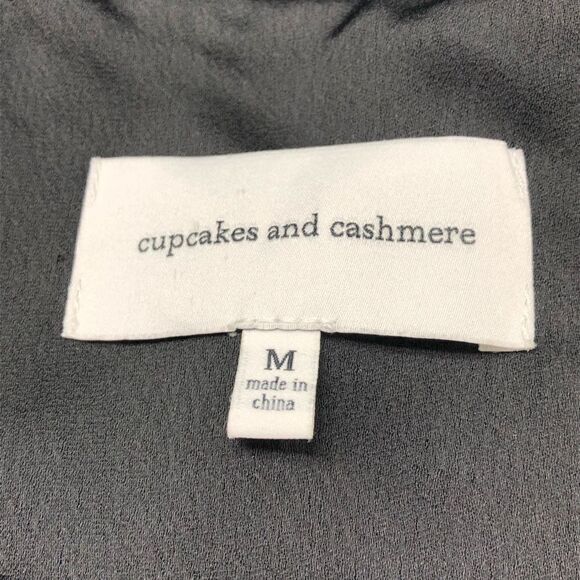 cupcakes and cashmere
M
made in
china